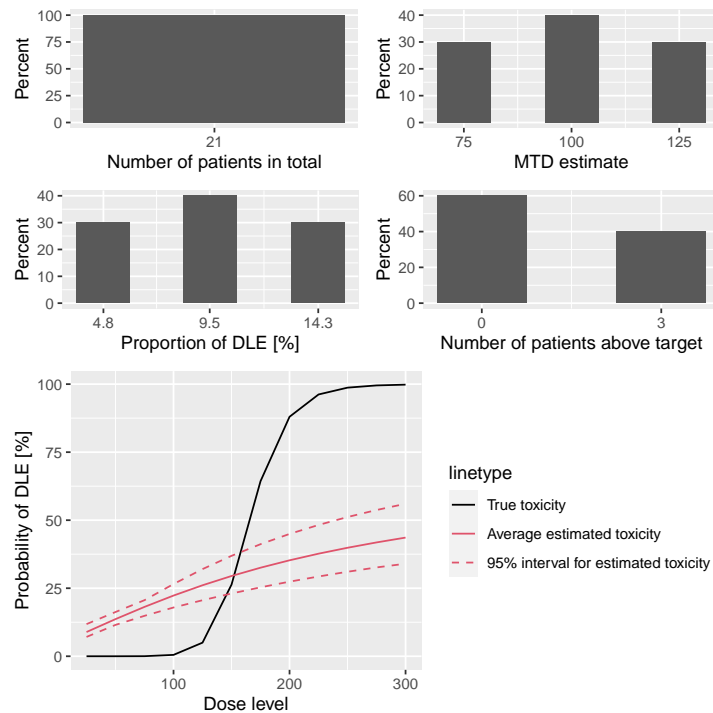 Percent
100
75
50
25
0
21
Number of patients in total
Percent
40
30
20
10
0
75
100
125
MTD estimate
Percent
40
30
20
10
0
4.8
9.5
14.3
Proportion of DLE [%]
Percent
60
40
20
0
0
3
Number of patients above target
Probability of DLE [%]
100
75
50
25
0
100
200
300
Dose level
linetype
True toxicity
Average estimated toxicity
95% interval for estimated toxicity